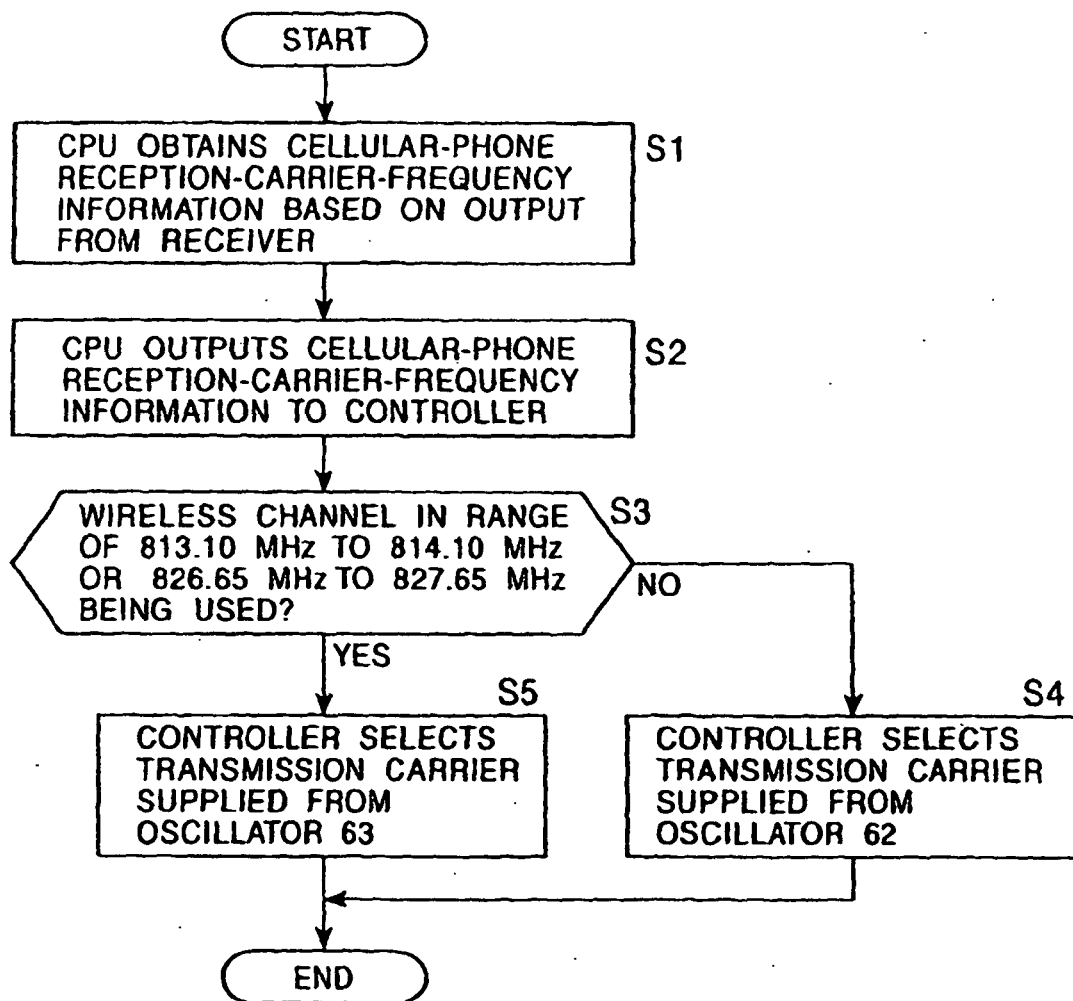 START
CPU OBTAINS CELLULAR-PHONE
RECEPTION-CARRIER-FREQUENCY
INFORMATION BASED ON OUTPUT
FROM RECEIVER
S1
CPU OUTPUTS CELLULAR-PHONE
RECEPTION-CARRIER-FREQUENCY
INFORMATION TO CONTROLLER
S2
WIRELESS CHANNEL IN RANGE
OF 813.10 MHz TO 814.10 MHz
OR 826.65 MHz TO 827.65 MHz
BEING USED?
S3
NO
YES
S5
CONTROLLER SELECTS
TRANSMISSION CARRIER
SUPPLIED FROM
OSCILLATOR 63
S4
CONTROLLER SELECTS
TRANSMISSION CARRIER
SUPPLIED FROM
OSCILLATOR 62
END